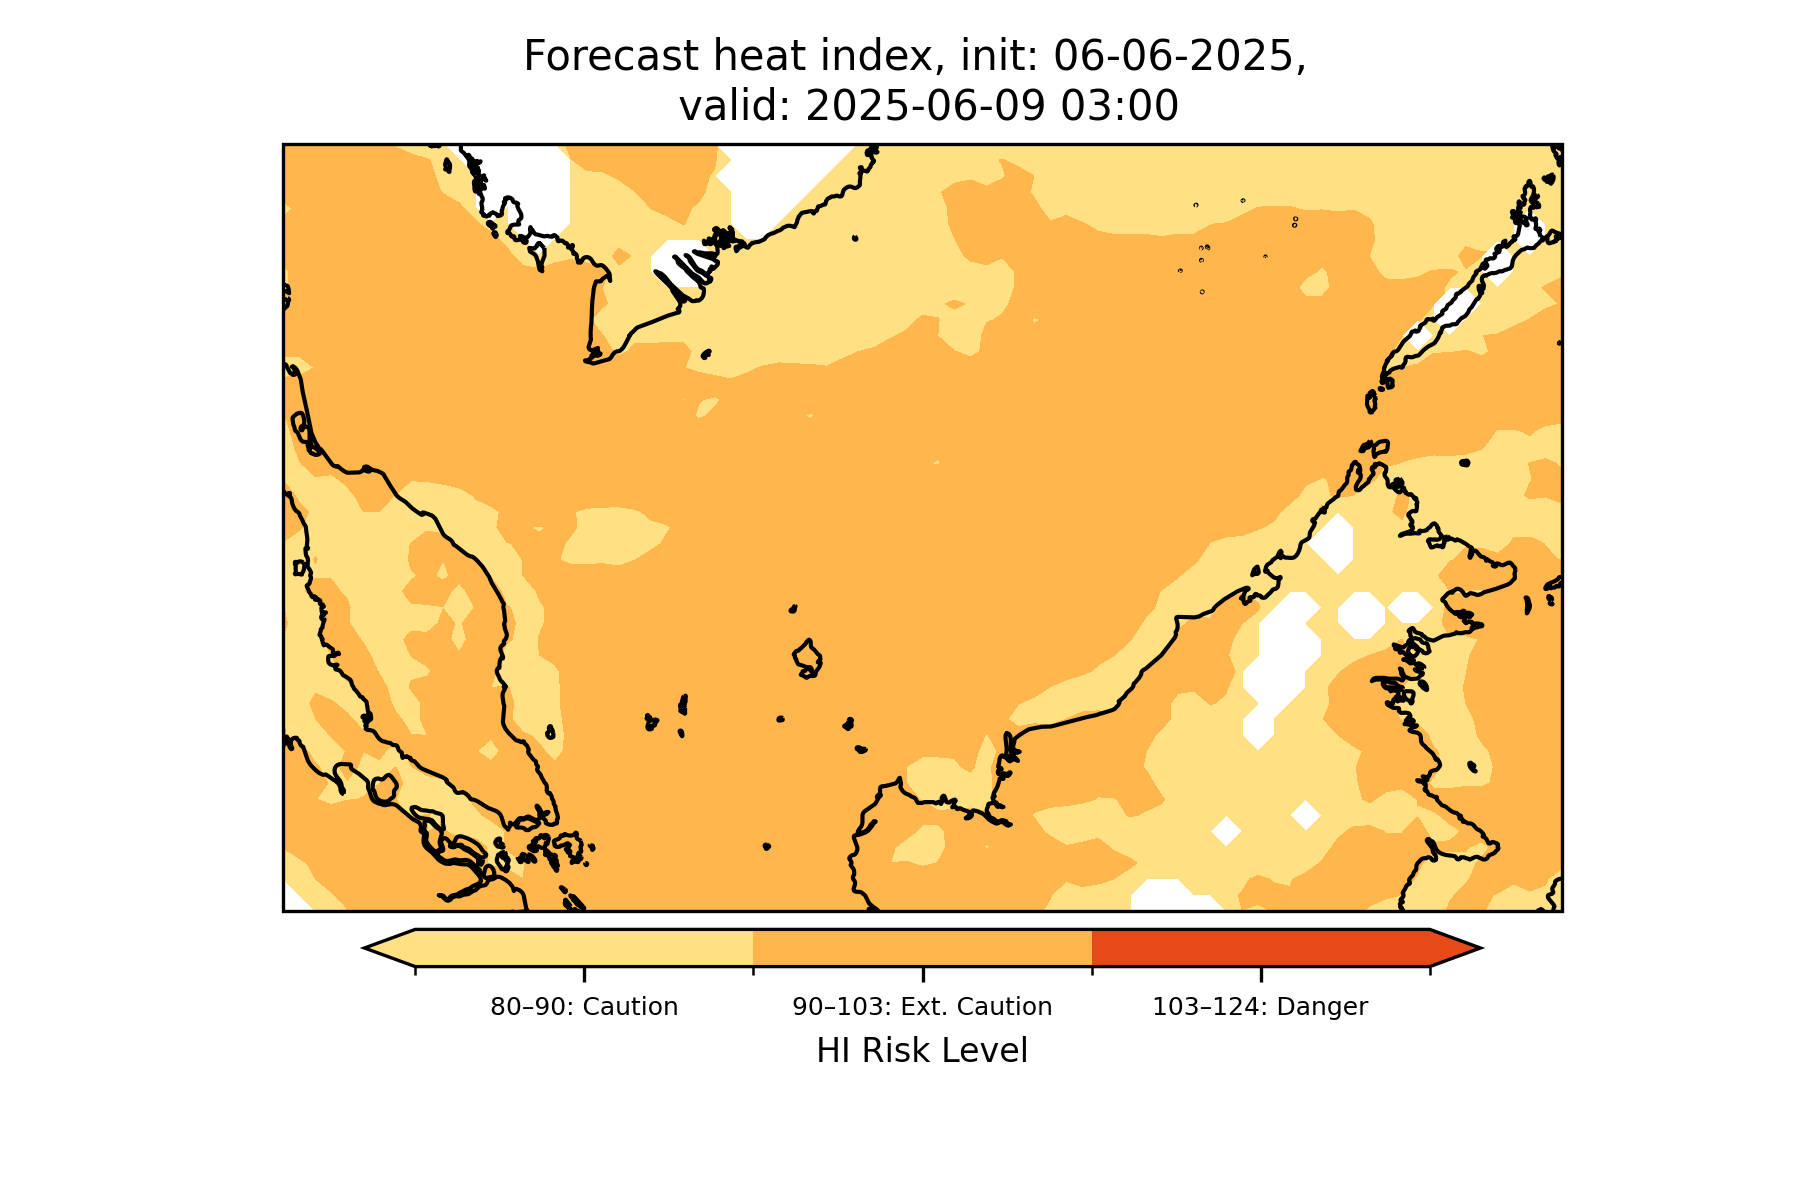 Forecast heat index, init: 06-06-2025,
valid: 2025-06-09 03:00
80–90: Caution
90–103: Ext. Caution
103–124: Danger
HI Risk Level